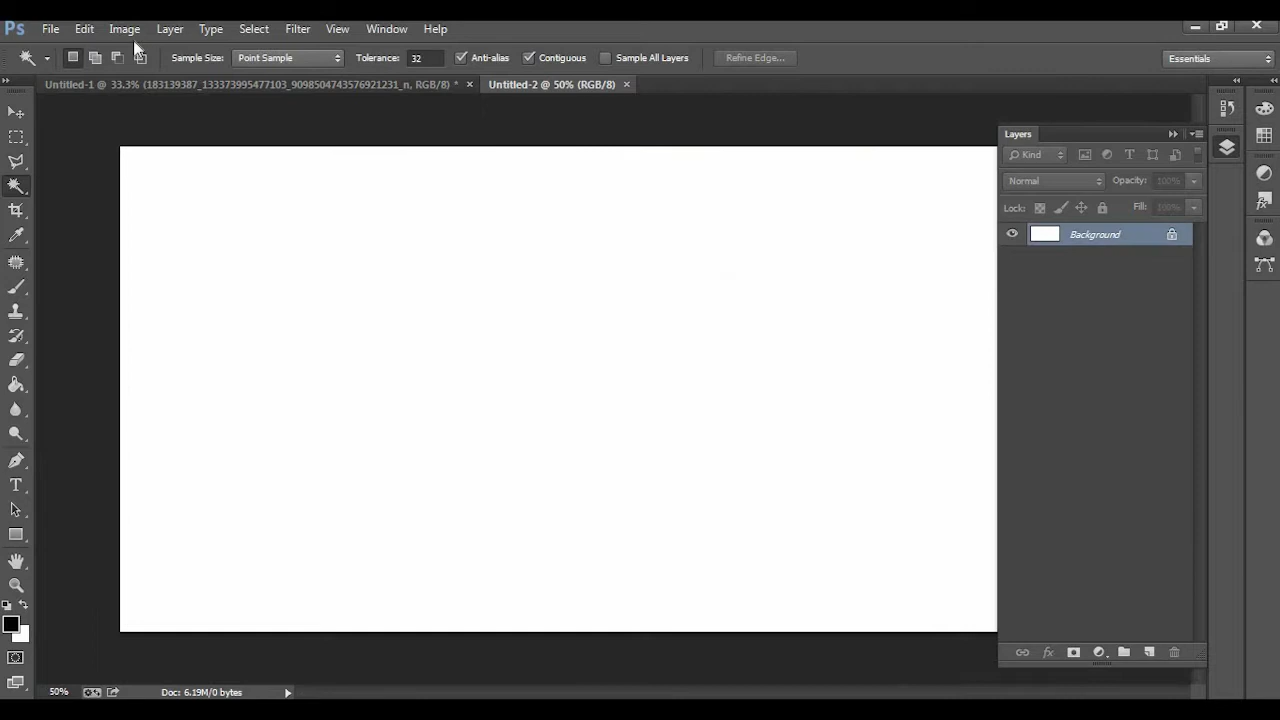 Ps File Edit Image Layer Type Select Filter View Window Help
Sample Size: Point Sample Tolerance: 32 Anti-alias Contiguous Sample All Layers Refine Edge... Essentials
Untitled-1 @ 33.3% (183139387_133373995477103_9098504743576921231_n, RGB/8) * × Untitled-2 @ 50% (RGB/8) ×
Layers
Kind
Normal Opacity: 100%
Lock: Fill: 100%
Background
50% Doc: 6.19M/0 bytes